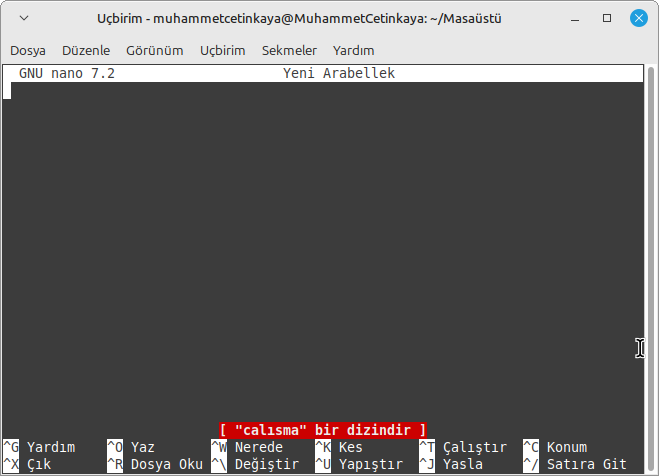 Uçbirim - muhammetcetinkaya@MuhammetCetinkaya: ~/Masaüstü
Dosya Düzenle Görünüm Uçbirim Sekmeler Yardım
GNU nano 7.2 Yeni Arabellek
[ "calısma" bir dizindir ]
^G Yardım ^O Yaz ^W Nerede ^K Kes ^T Çalıştır ^C Konum
^X Çık ^R Dosya Oku ^\ Değiştir ^U Yapıştır ^J Yasla ^/ Satıra Git